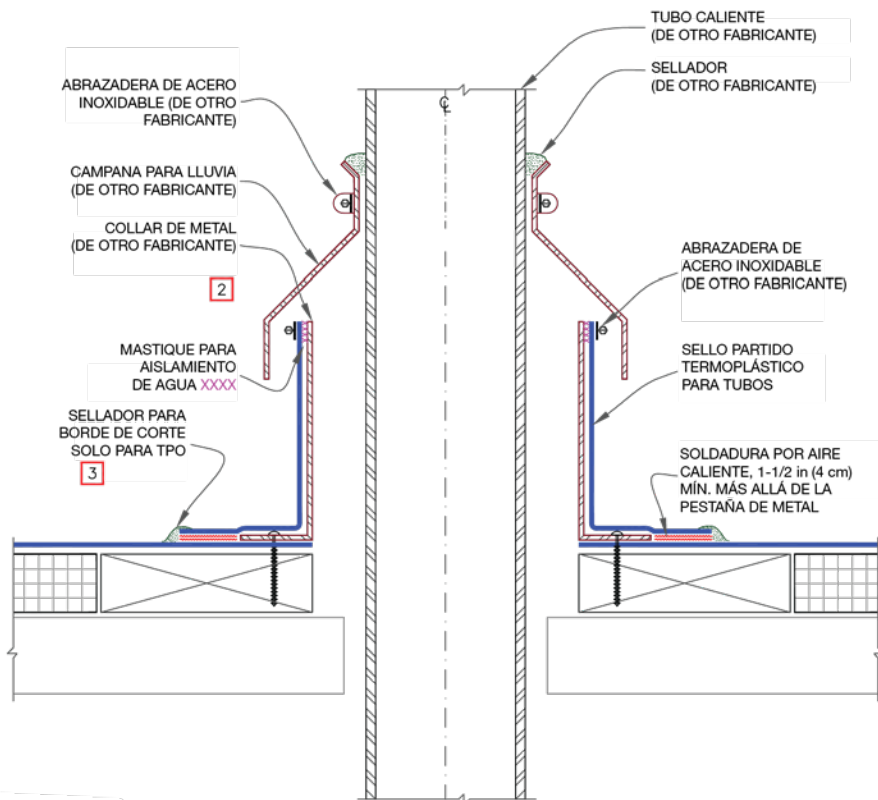 TUBO CALIENTE
(DE OTRO FABRICANTE)
SELLADOR
(DE OTRO FABRICANTE)
ABRAZADERA DE ACERO
INOXIDABLE (DE OTRO
FABRICANTE)
℄
CAMPANA PARA LLUVIA
(DE OTRO FABRICANTE)
COLLAR DE METAL
(DE OTRO FABRICANTE)
2
ABRAZADERA DE
ACERO INOXIDABLE
(DE OTRO FABRICANTE)
MASTIQUE PARA
AISLAMIENTO
DE AGUA XXXX
SELLO PARTIDO
TERMOPLÁSTICO
PARA TUBOS
SELLADOR PARA
BORDE DE CORTE
SOLO PARA TPO
3
SOLDADURA POR AIRE
CALIENTE, 1-1/2 in (4 cm)
MÍN. MÁS ALLÁ DE LA
PESTAÑA DE METAL